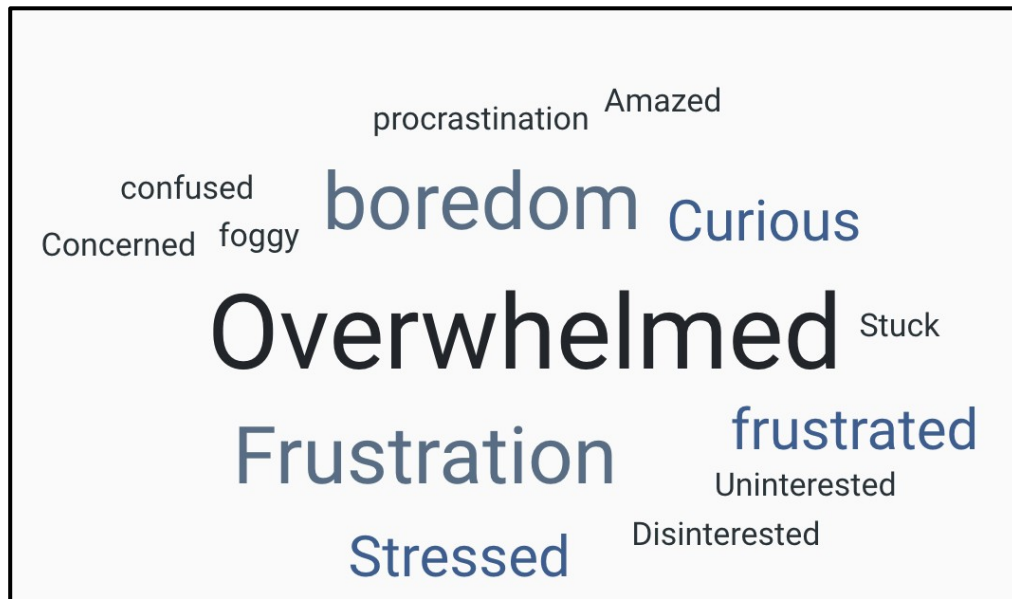 Amazed
procrastination
confused
boredom
Curious
Concerned
foggy
Overwhelmed
Stuck
frustrated
Frustration
Uninterested
Disinterested
Stressed